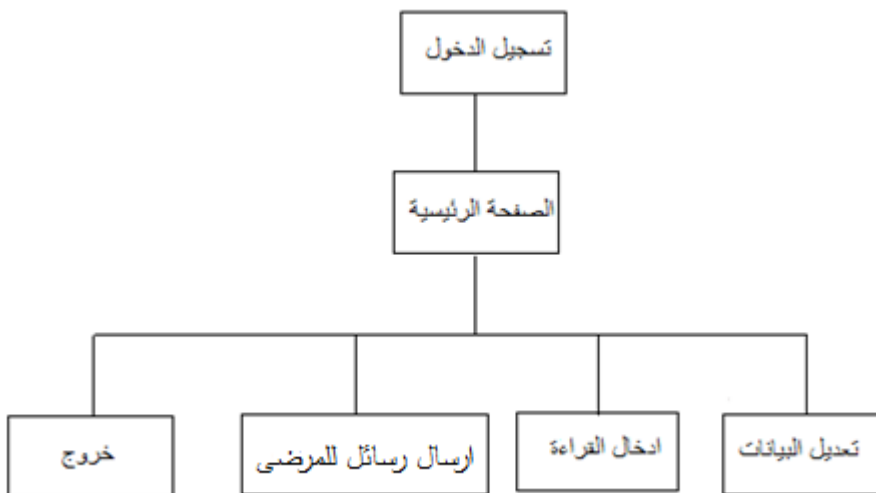 تسجيل الدخول
الصفحة الرئيسية
تعديل البيانات
ادخال القراءة
ارسال رسائل للمرضى
خروج